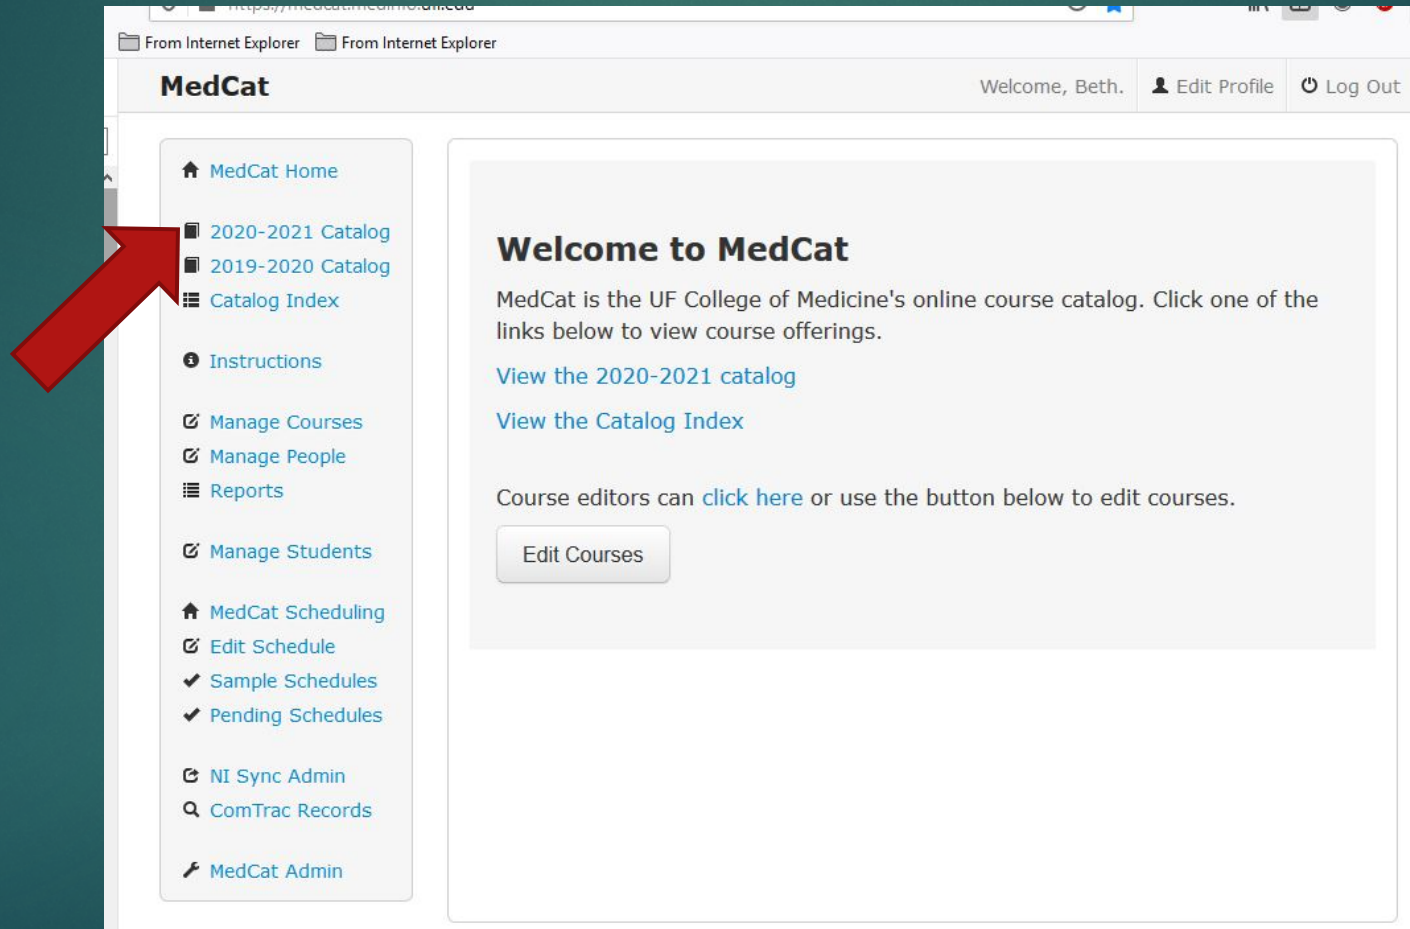 From Internet Explorer From Internet Explorer
MedCat
Welcome, Beth. Edit Profile Log Out
MedCat Home
2020-2021 Catalog
2019-2020 Catalog
Catalog Index
Instructions
Manage Courses
Manage People
Reports
Manage Students
MedCat Scheduling
Edit Schedule
Sample Schedules
Pending Schedules
NI Sync Admin
ComTrac Records
MedCat Admin
Welcome to MedCat
MedCat is the UF College of Medicine's online course catalog. Click one of the
links below to view course offerings.
View the 2020-2021 catalog
View the Catalog Index
Course editors can click here or use the button below to edit courses.
Edit Courses